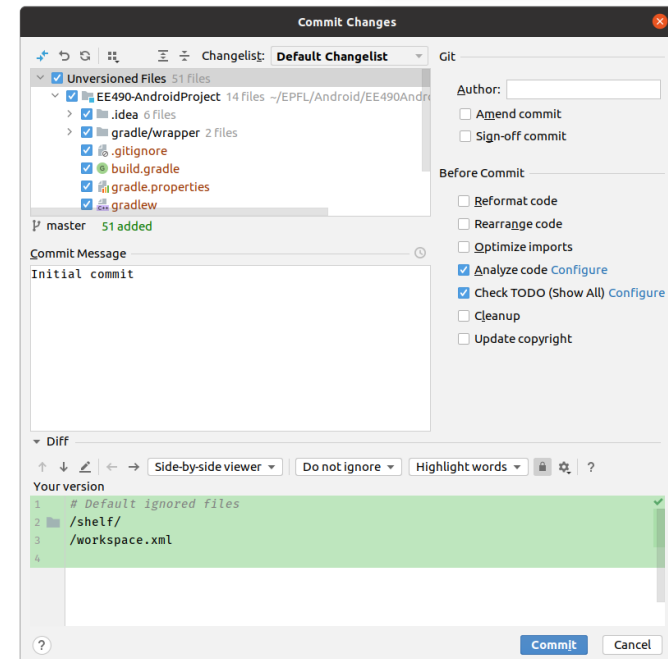 Commit Changes
Changelist: Default Changelist
Git
Unversioned Files 51 files
EE490-AndroidProject 14 files ~/EPFL/Android/EE490Andr
.idea 6 files
gradle/wrapper 2 files
.gitignore
build.gradle
gradle.properties
gradlew
Author:
Amend commit
Sign-off commit
Before Commit
Reformat code
Rearrange code
Optimize imports
Analyze code Configure
Check TODO (Show All) Configure
Cleanup
Update copyright
master 51 added
Commit Message
Initial commit
Diff
Side-by-side viewer Do not ignore Highlight words ?
Your version
1 # Default ignored files
2 /shelf/
3 /workspace.xml
4
? Commit Cancel